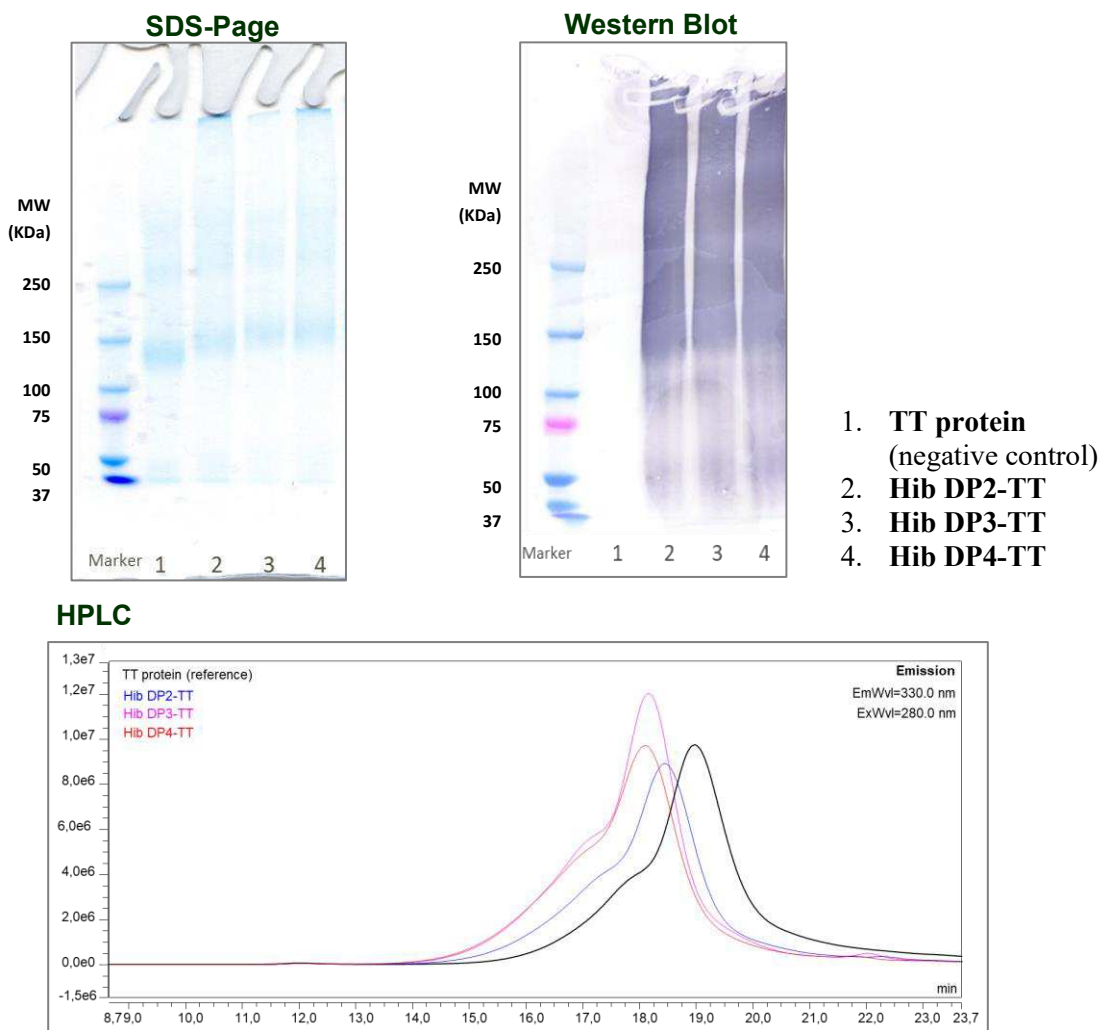 SDS-Page
MW
(KDa)
250
150
100
75
50
37
Marker 1 2 3 4
Western Blot
MW
(KDa)
250
150
100
75
50
37
Marker 1 2 3 4
1. TT protein
(negative control)
2. Hib DP2-TT
3. Hib DP3-TT
4. Hib DP4-TT
HPLC
1,3e7
1,2e7
1,0e7
8,0e6
6,0e6
4,0e6
2,0e6
0,0e0
-1,5e6
TT protein (reference)
Hib DP2-TT
Hib DP3-TT
Hib DP4-TT
Emission
EmWvl=330.0 nm
ExWvl=280.0 nm
min
8,7 9,0 10,0 11,0 12,0 13,0 14,0 15,0 16,0 17,0 18,0 19,0 20,0 21,0 22,0 23,0 23,7